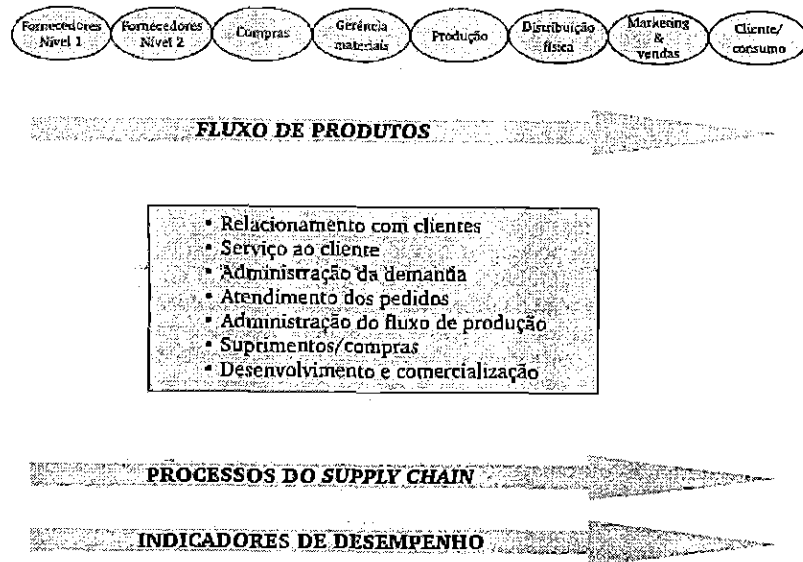 Fornecedores
Nível 1
Fornecedores
Nível 2
Compras
Gerência
materiais
Produção
Distribuição
física
Marketing
&
vendas
Cliente/
consumo
FLUXO DE PRODUTOS
• Relacionamento com clientes
• Serviço ao cliente
• Administração da demanda
• Atendimento dos pedidos
• Administração do fluxo de produção
• Suprimentos/compras
• Desenvolvimento e comercialização
PROCESSOS DO SUPPLY CHAIN
INDICADORES DE DESEMPENHO